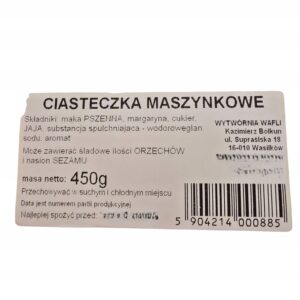 CIASTECZKA MASZYNKOWE
Składniki: mąka PSZENNA, margaryna, cukier,
JAJA, substancja spulchniająca - wodorowęglan
sodu, aromat
Może zawierać śladowe ilości ORZECHÓW
i nasion SEZAMU
masa netto: 450g
Przechowywać w suchym i chłodnym miejscu
Data jest numerem partii produkcyjnej
Najlepiej spożyć przed:
WYTWÓRNIA WAFLI
Kazimierz Bołkun
ul. Supraślska 18
16-010 Wasilków
5 904214 000885